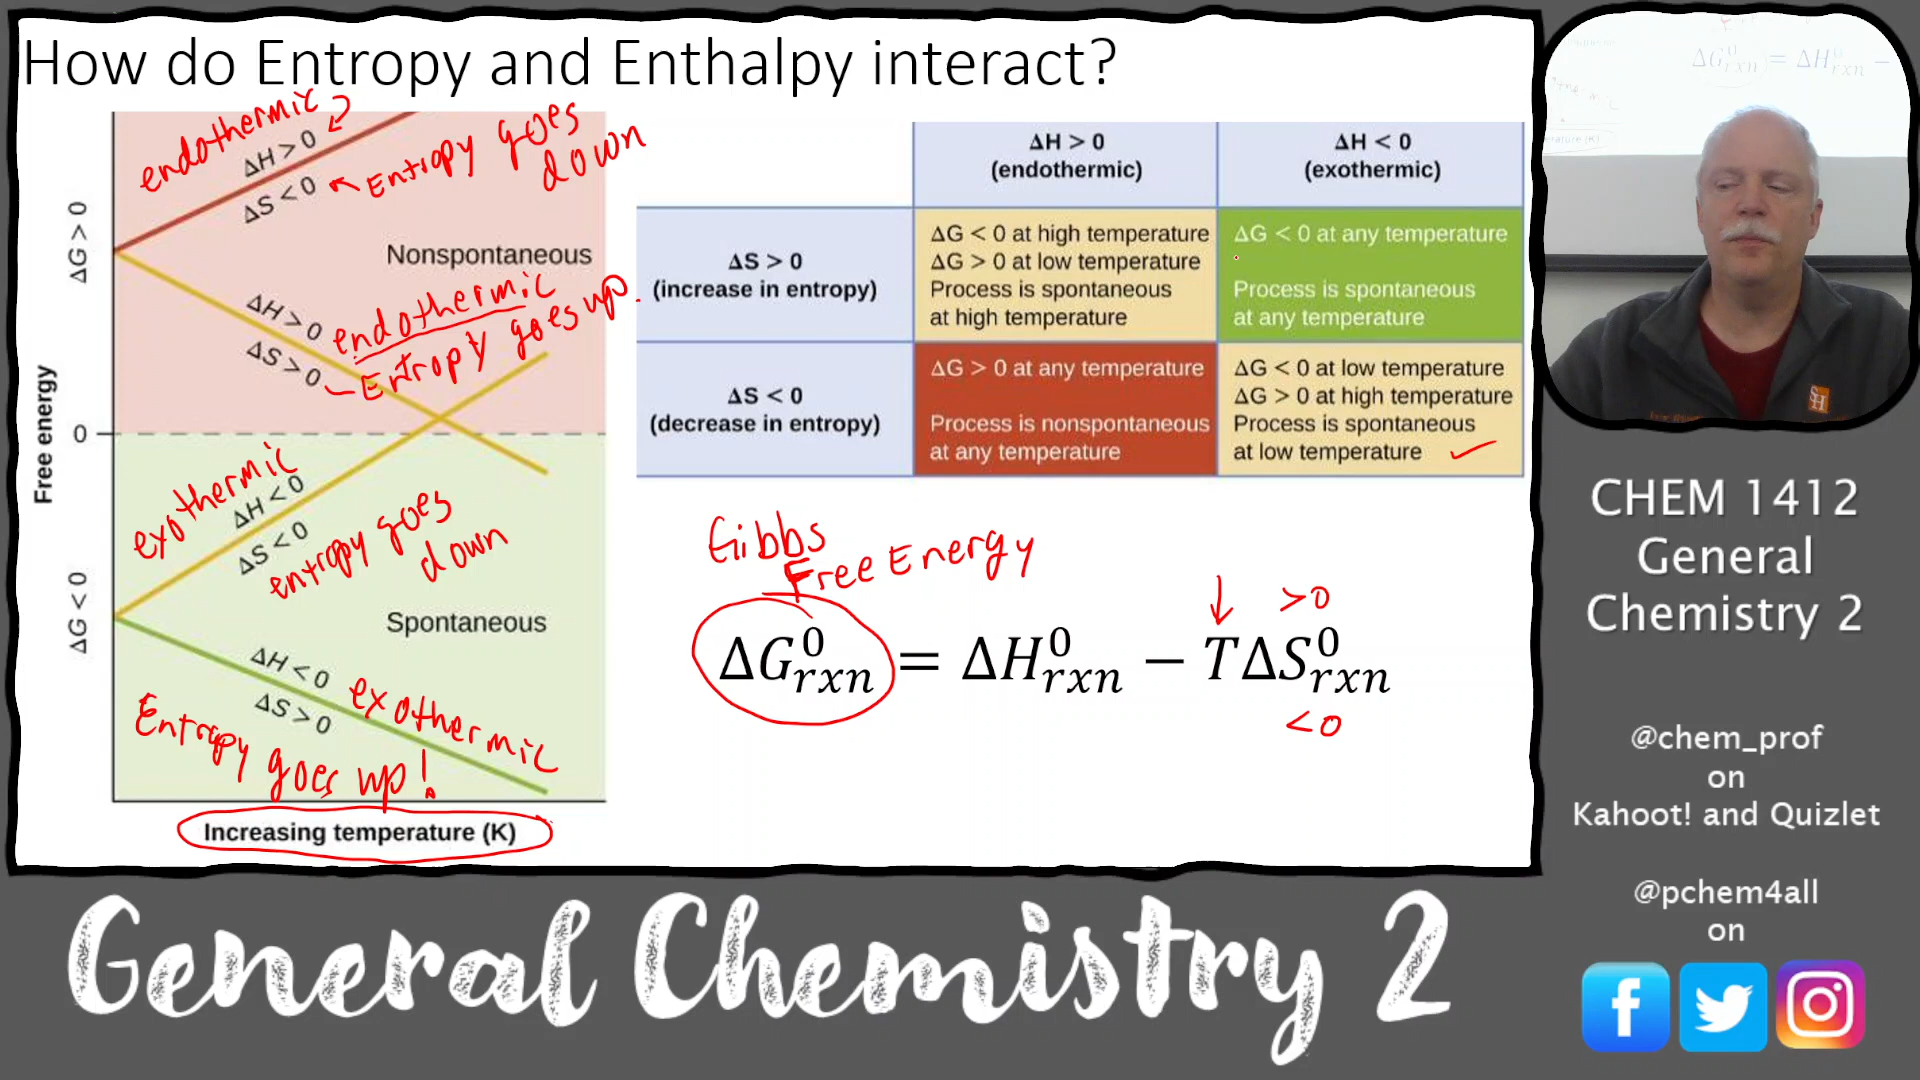 How do Entropy and Enthalpy interact?
endothermic
ΔH > 0
ΔS < 0
Entropy goes
down
ΔG > 0
Nonspontaneous
ΔH > 0
ΔS > 0
endothermic
Entropy goes up.
Free energy
0
exothermic
ΔH < 0
ΔS < 0
entropy goes
down
ΔG < 0
Spontaneous
ΔH < 0
ΔS > 0
exothermic
Entropy goes up!
Increasing temperature (K)
ΔH > 0
(endothermic)
ΔH < 0
(exothermic)
ΔS > 0
(increase in entropy)
ΔG < 0 at high temperature
ΔG > 0 at low temperature
Process is spontaneous
at high temperature
ΔG < 0 at any temperature
Process is spontaneous
at any temperature
ΔS < 0
(decrease in entropy)
ΔG > 0 at any temperature
Process is nonspontaneous
at any temperature
ΔG < 0 at low temperature
ΔG > 0 at high temperature
Process is spontaneous
at low temperature
Gibbs
Free Energy
>0
ΔG⁰rxn = ΔH⁰rxn − TΔS⁰rxn
<0
ΔG⁰rxn = ΔH⁰rxn −
SH
CHEM 1412
General
Chemistry 2
@chem_prof
on
Kahoot! and Quizlet
@pchem4all
on
General Chemistry 2